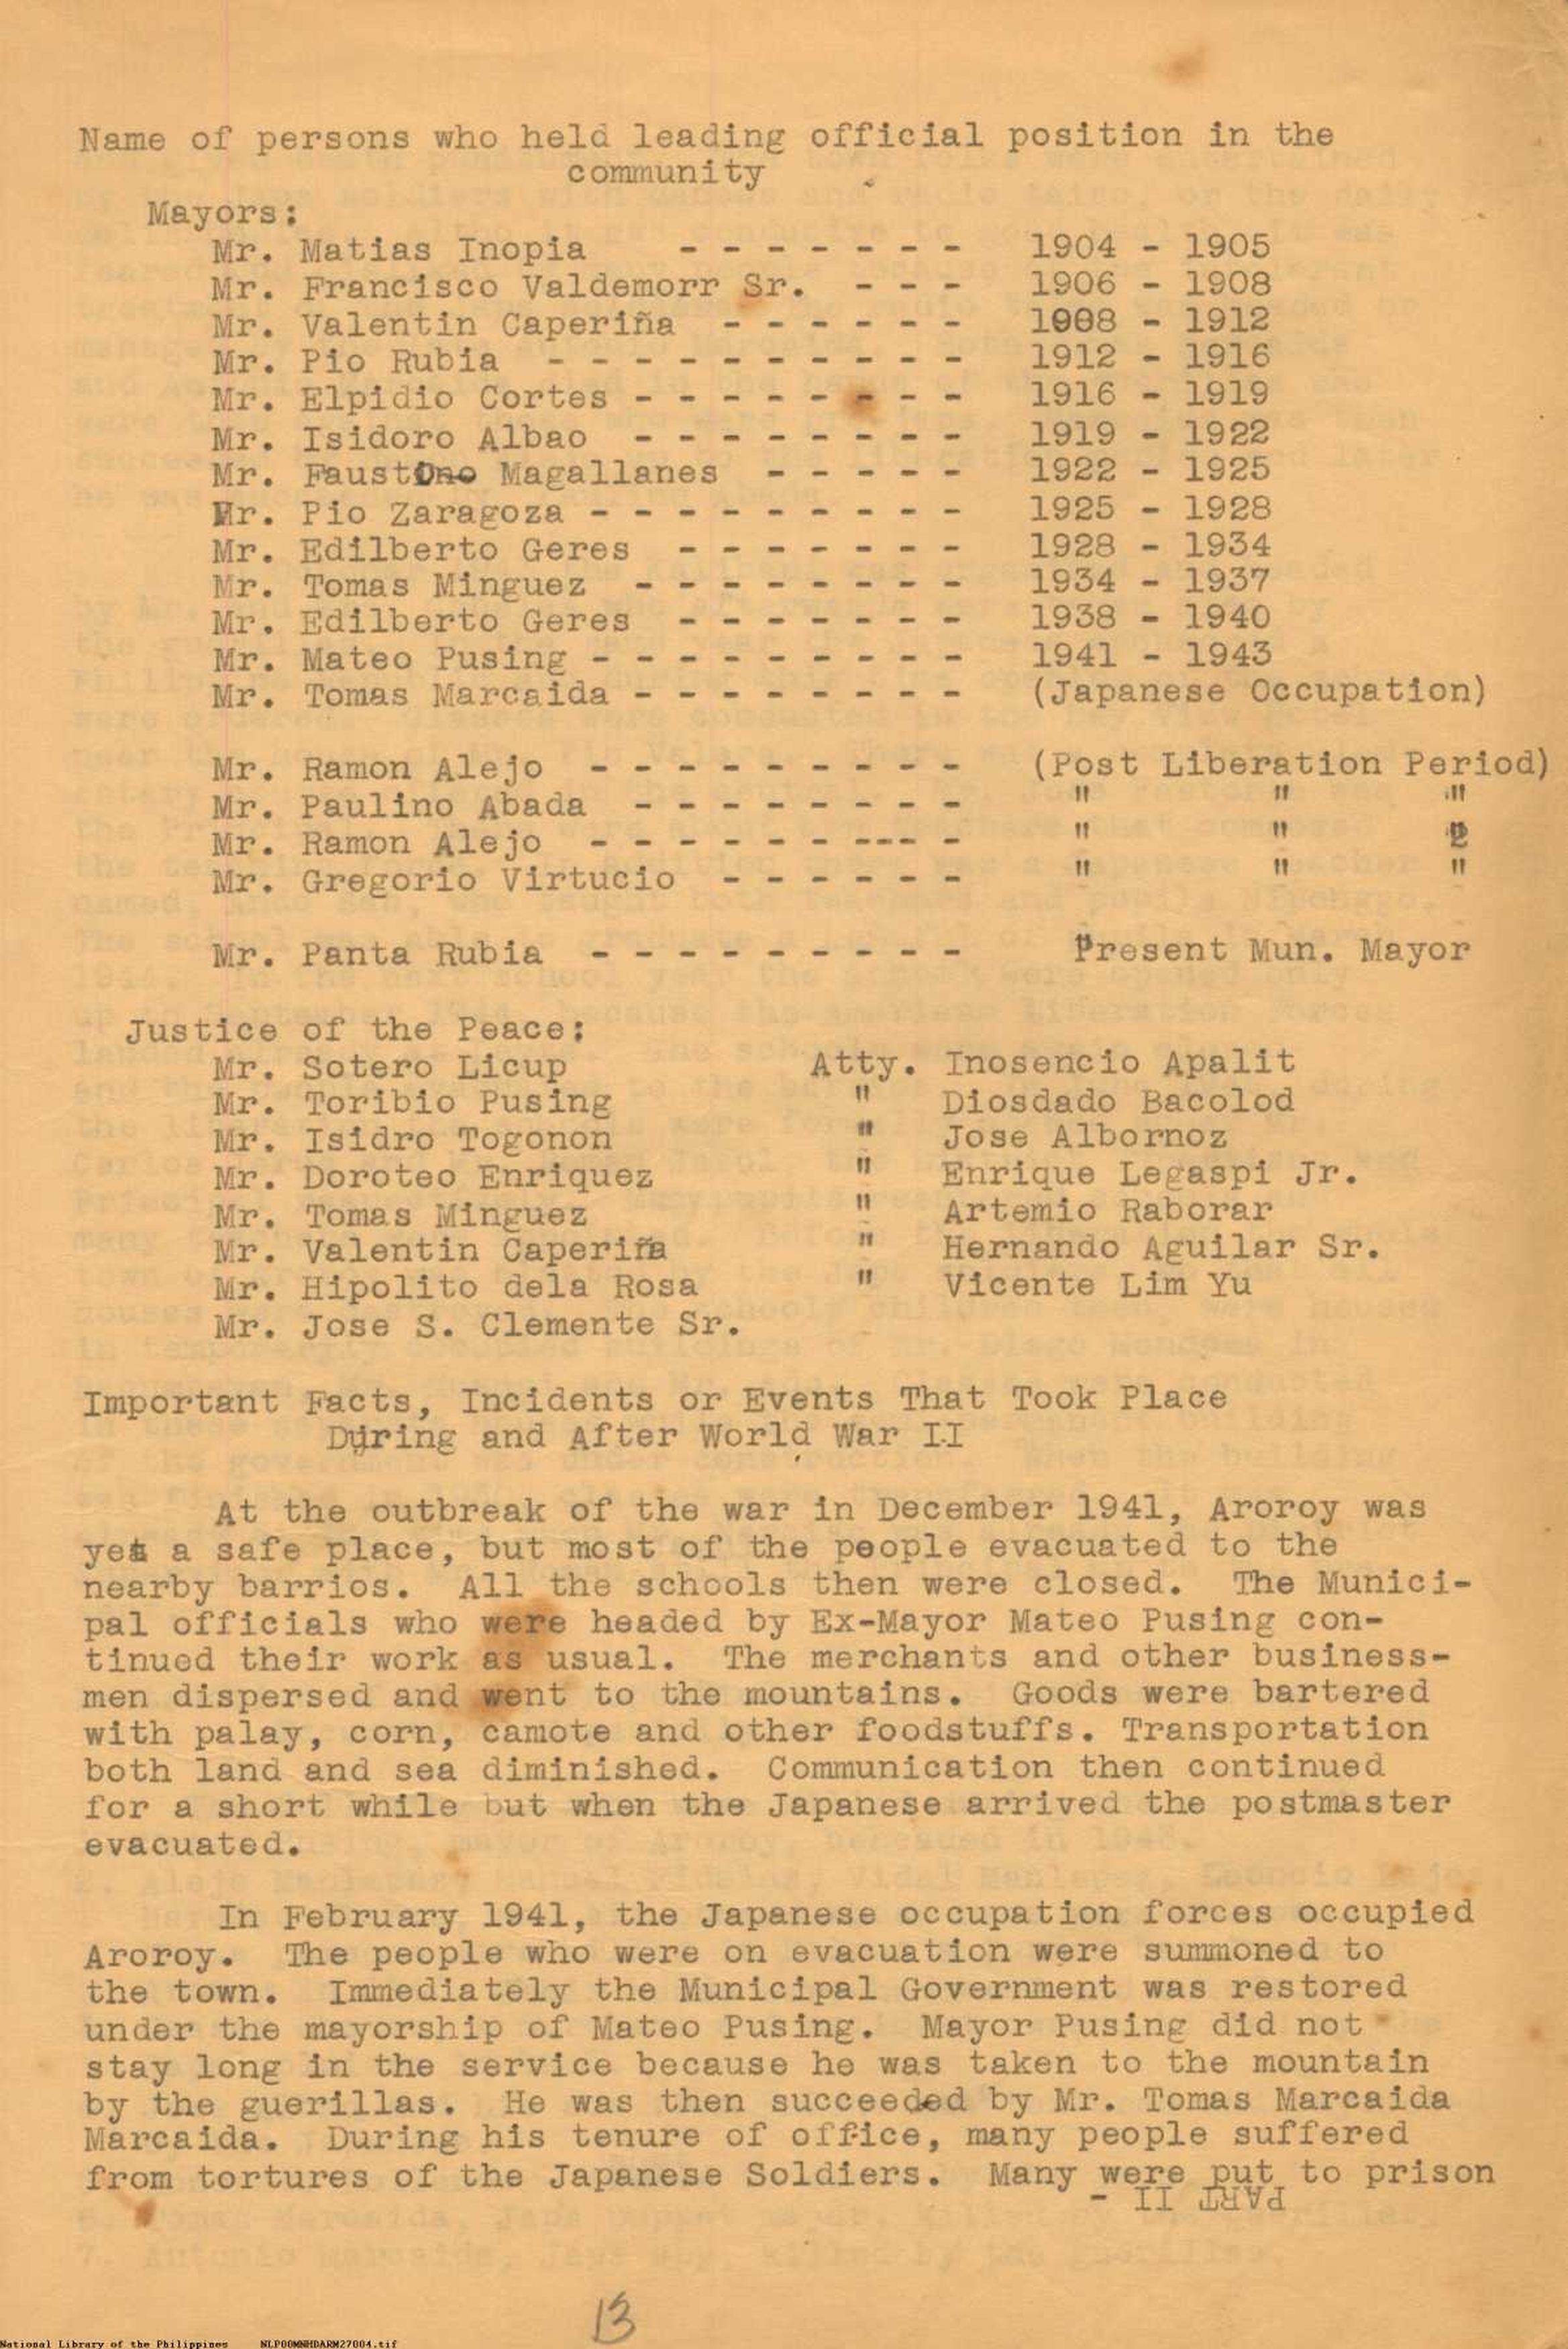 Name of persons who held leading official position in the
community
Mayors:
Mr. Matias Inopia - - - - - - - 1904 - 1905
Mr. Francisco Valdemorr Sr. - - - 1906 - 1908
Mr. Valentin Caperiña - - - - - - 1908 - 1912
Mr. Pio Rubia - - - - - - - - - - 1912 - 1916
Mr. Elpidio Cortes - - - - - - - - 1916 - 1919
Mr. Isidoro Albao - - - - - - - - 1919 - 1922
Mr. Faustino Magallanes - - - - - 1922 - 1925
Mr. Pio Zaragoza - - - - - - - - - 1925 - 1928
Mr. Edilberto Geres - - - - - - - 1928 - 1934
Mr. Tomas Minguez - - - - - - - - 1934 - 1937
Mr. Edilberto Geres - - - - - - - 1938 - 1940
Mr. Mateo Pusing - - - - - - - - - 1941 - 1943
Mr. Tomas Marcaida - - - - - - - - (Japanese Occupation)
Mr. Ramon Alejo - - - - - - - - - (Post Liberation Period)
Mr. Paulino Abada - - - - - - - - " " "
Mr. Ramon Alejo - - - - - - ---- - " " "
Mr. Gregorio Virtucio - - - - - - " " "
Mr. Panta Rubia - - - - - - - - - Present Mun. Mayor
Justice of the Peace:
Mr. Sotero Licup Atty. Inosencio Apalit
Mr. Toribio Pusing " Diosdado Bacolod
Mr. Isidro Togonon " Jose Albornoz
Mr. Doroteo Enriquez " Enrique Legaspi Jr.
Mr. Tomas Minguez " Artemio Raborar
Mr. Valentin Caperiña " Hernando Aguilar Sr.
Mr. Hipolito dela Rosa " Vicente Lim Yu
Mr. Jose S. Clemente Sr.
Important Facts, Incidents or Events That Took Place
During and After World War II
At the outbreak of the war in December 1941, Aroroy was
yet a safe place, but most of the people evacuated to the
nearby barrios. All the schools then were closed. The Munici-
pal officials who were headed by Ex-Mayor Mateo Pusing con-
tinued their work as usual. The merchants and other business-
men dispersed and went to the mountains. Goods were bartered
with palay, corn, camote and other foodstuffs. Transportation
both land and sea diminished. Communication then continued
for a short while but when the Japanese arrived the postmaster
evacuated.
In February 1941, the Japanese occupation forces occupied
Aroroy. The people who were on evacuation were summoned to
the town. Immediately the Municipal Government was restored
under the mayorship of Mateo Pusing. Mayor Pusing did not
stay long in the service because he was taken to the mountain
by the guerillas. He was then succeeded by Mr. Tomas Marcaida
Marcaida. During his tenure of office, many people suffered
from tortures of the Japanese Soldiers. Many were put to prison
PART II -
13
National Library of the Philippines NLP00MNHDARM27004.tif